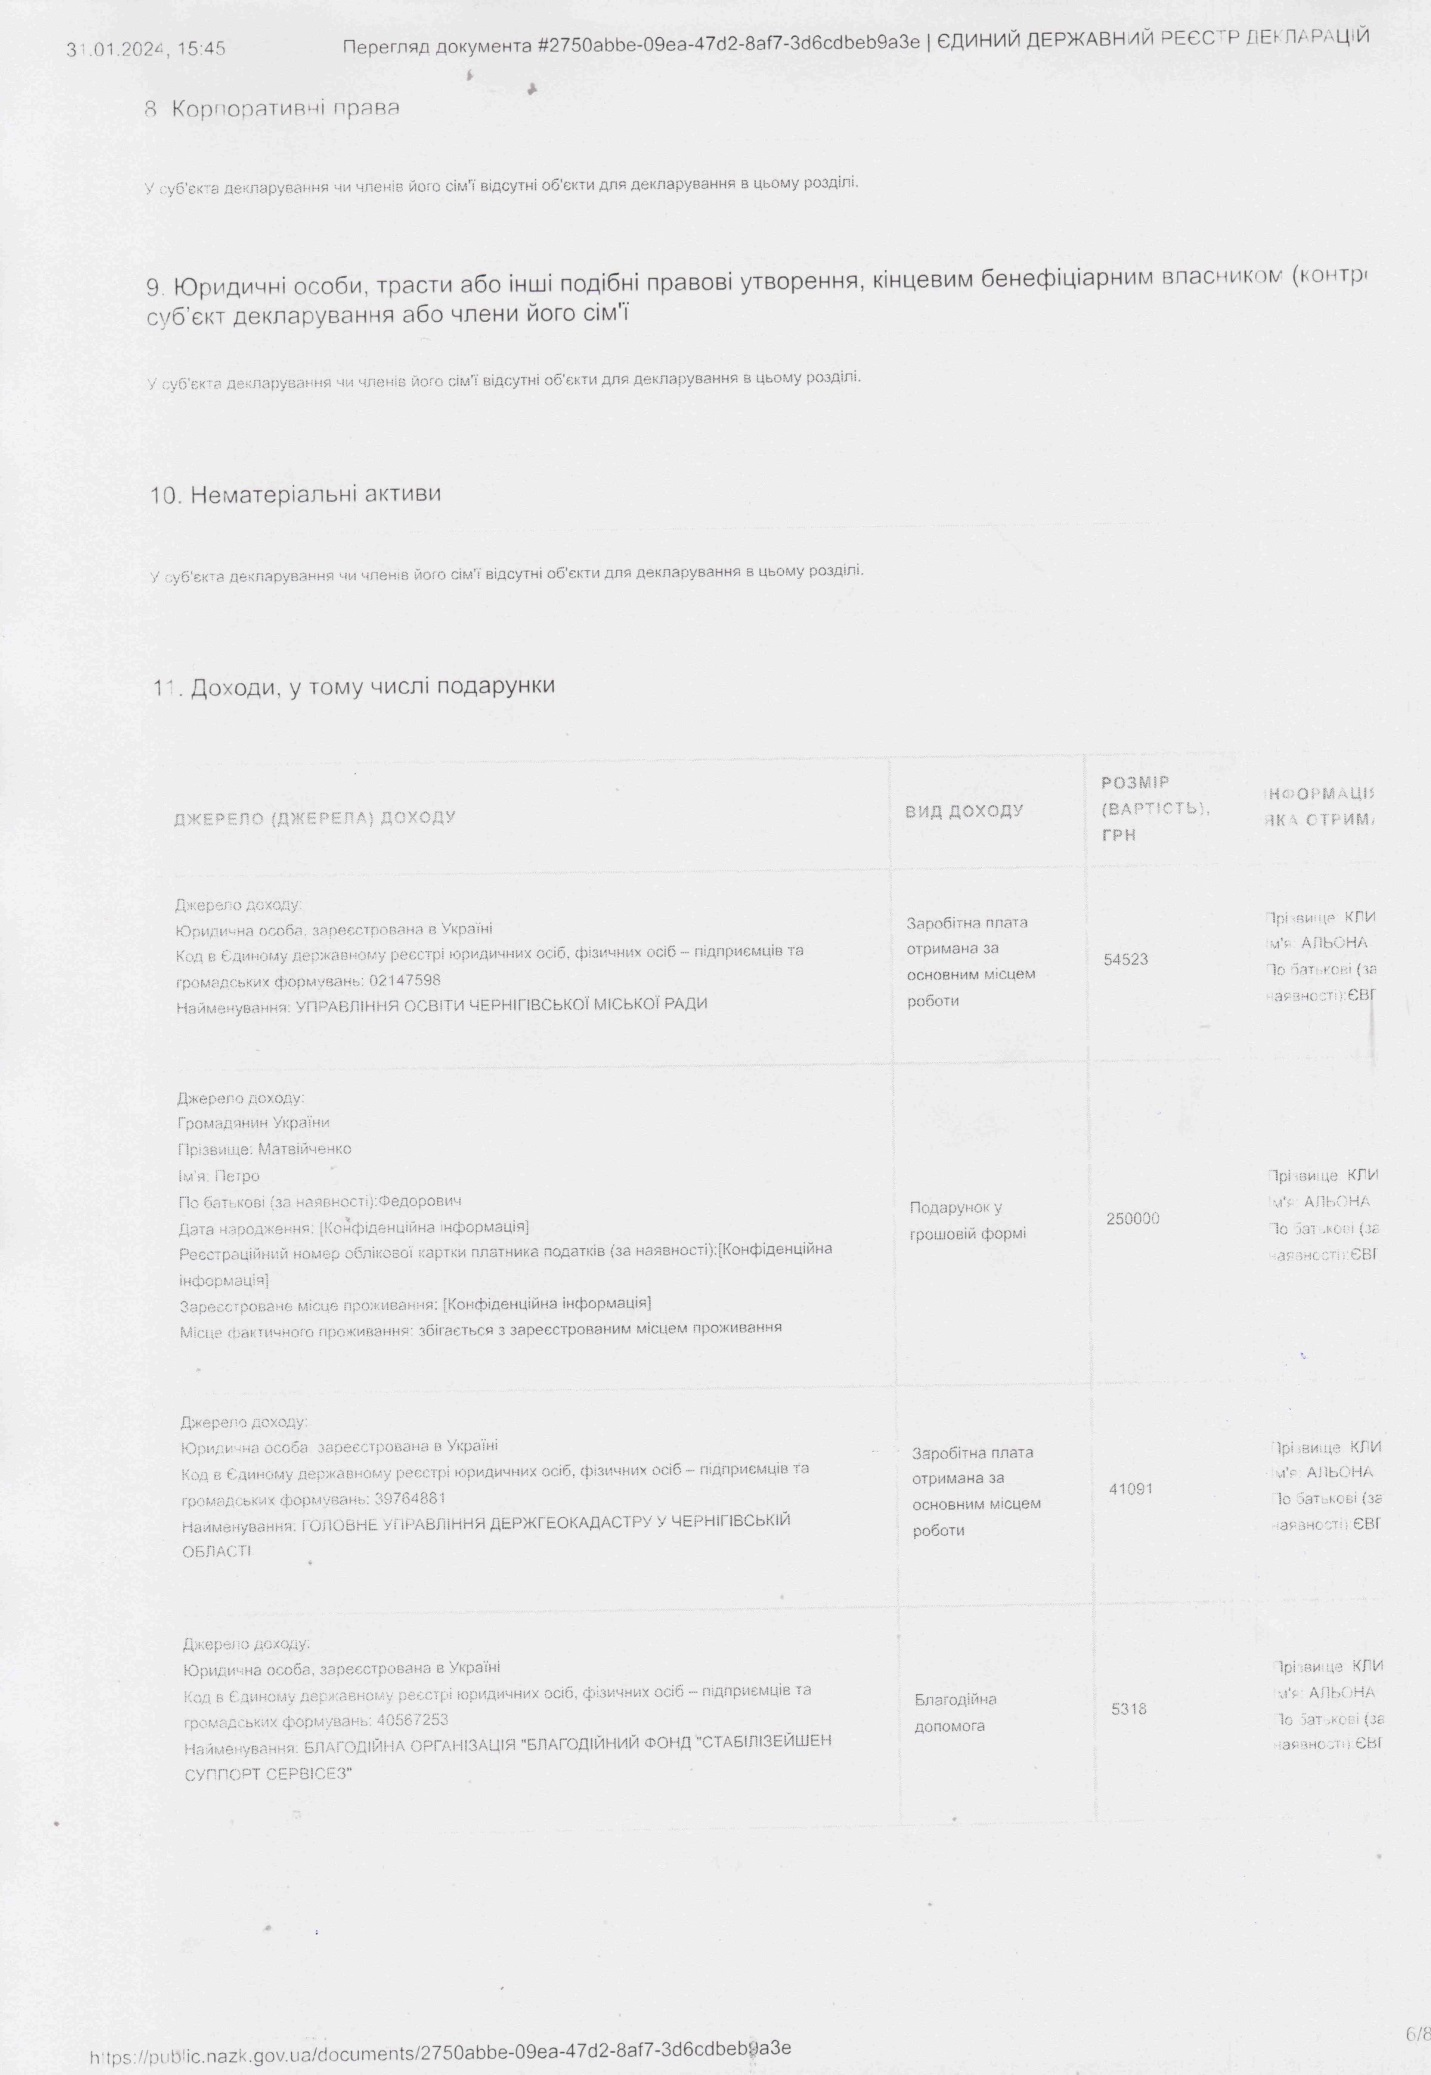 31.01.2024, 15:45
Перегляд документа #2750abbe-09ea-47d2-8af7-3d6cdbeb9a3e | ЄДИНИЙ ДЕРЖАВНИЙ РЕЄСТР ДЕКЛАРАЦІЙ
8 Корпоративні права
У суб'єкта декларування чи членів його сім'ї відсутні об'єкти для декларування в цьому розділі.
9. Юридичні особи, трасти або інші подібні правові утворення, кінцевим бенефіціарним власником (контр
суб'єкт декларування або члени його сім'ї
У суб'єкта декларування чи членів його сім'ї відсутні об'єкти для декларування в цьому розділі.
10. Нематеріальні активи
У суб'єкта декларування чи членів його сім'ї відсутні об'єкти для декларування в цьому розділі.
11. Доходи, у тому числі подарунки
ДЖЕРЕЛО (ДЖЕРЕЛА) ДОХОДУ
ВИД ДОХОДУ
РОЗМІР
(ВАРТІСТЬ),
ГРН
ІНФОРМАЦІЯ
ЯКА ОТРИМА
Джерело доходу:
Юридична особа, зареєстрована в Україні
Код в Єдиному державному реєстрі юридичних осіб, фізичних осіб – підприємців та
громадських формувань: 02147598
Найменування: УПРАВЛІННЯ ОСВІТИ ЧЕРНІГІВСЬКОЇ МІСЬКОЇ РАДИ
Заробітна плата
отримана за
основним місцем
роботи
54523
Прізвище: КЛИ
Ім'я: АЛЬОНА
По батькові (за
наявності):ЄВГ
Джерело доходу:
Громадянин України
Прізвище: Матвійченко
Ім'я: Петро
По батькові (за наявності):Федорович
Дата народження: [Конфіденційна інформація]
Реєстраційний номер облікової картки платника податків (за наявності):[Конфіденційна
інформація]
Зареєстроване місце проживання: [Конфіденційна інформація]
Місце фактичного проживання: збігається з зареєстрованим місцем проживання
Подарунок у
грошовій формі
250000
Прізвище: КЛИ
Ім'я: АЛЬОНА
По батькові (за
наявності):ЄВГ
Джерело доходу:
Юридична особа, зареєстрована в Україні
Код в Єдиному державному реєстрі юридичних осіб, фізичних осіб – підприємців та
громадських формувань: 39764881
Найменування: ГОЛОВНЕ УПРАВЛІННЯ ДЕРЖГЕОКАДАСТРУ У ЧЕРНІГІВСЬКІЙ
ОБЛАСТІ
Заробітна плата
отримана за
основним місцем
роботи
41091
Прізвище: КЛИ
Ім'я: АЛЬОНА
По батькові (за
наявності):ЄВГ
Джерело доходу:
Юридична особа, зареєстрована в Україні
Код в Єдиному державному реєстрі юридичних осіб, фізичних осіб – підприємців та
громадських формувань: 40567253
Найменування: БЛАГОДІЙНА ОРГАНІЗАЦІЯ "БЛАГОДІЙНИЙ ФОНД "СТАБІЛІЗЕЙШЕН
СУППОРТ СЕРВІСЕЗ"
Благодійна
допомога
5318
Прізвище: КЛИ
Ім'я: АЛЬОНА
По батькові (за
наявності):ЄВГ
https://public.nazk.gov.ua/documents/2750abbe-09ea-47d2-8af7-3d6cdbeb9a3e
6/8